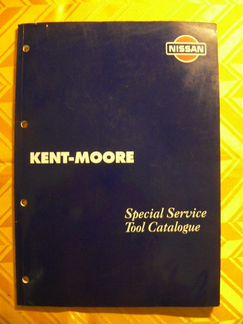 NISSAN
KENT-MOORE
Special Service
Tool Catalogue